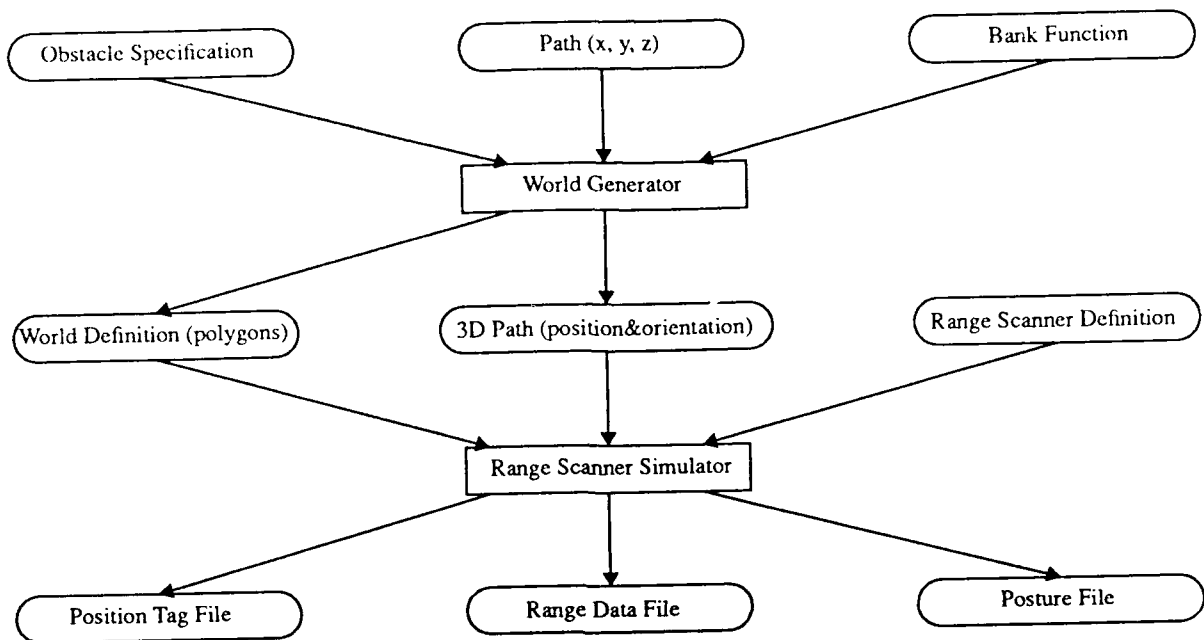 Obstacle Specification
Path (x, y, z)
Bank Function
World Generator
World Definition (polygons)
3D Path (position&orientation)
Range Scanner Definition
Range Scanner Simulator
Position Tag File
Range Data File
Posture File